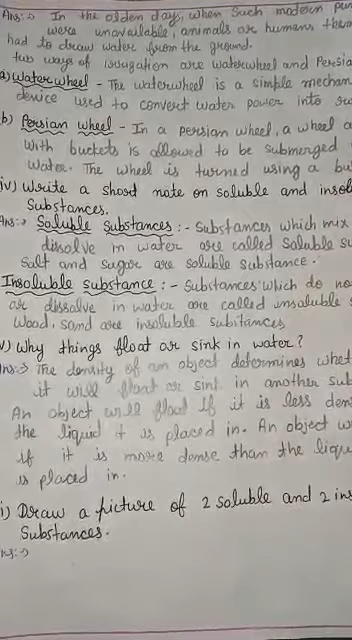 Ans:-> In the olden days, when such modern pum
were unavailable, animals or humans them
had to draw water from the ground.
two ways of irrigation are waterwheel and Persia
a) Waterwheel - The waterwheel is a simple mechan
device used to convert water power into
b) Persian wheel - In a persian wheel, a wheel
with buckets is allowed to be submerged
water. The wheel is turned using a bu
iv) Write a short note on soluble and insol
Substances.
Ans:-> Soluble Substances :- Substances which mix
dissolve in water are called Soluble su
Salt and Sugar are soluble substance.
Insoluble substance :- Substances which do no
or dissolve in water are called insoluble s
Wood, sand are insoluble substances
v) Why things float or sink in water?
Ans:-> The density of an object determines whet
it will float or sink in another sub
An object will float if it is less dens
the liquid it is placed in. An object w
if it is more dense than the liqui
is placed in.
i) Draw a picture of 2 soluble and 2 ins
Substances.
Ans:->